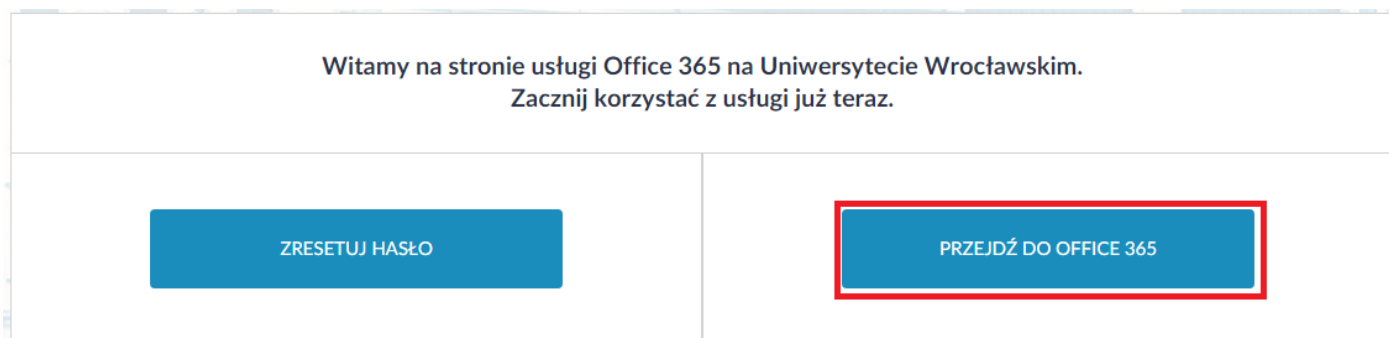 Witamy na stronie usługi Office 365 na Uniwersytecie Wrocławskim.
Zacznij korzystać z usługi już teraz.
ZRESETUJ HASŁO
PRZEJDŹ DO OFFICE 365